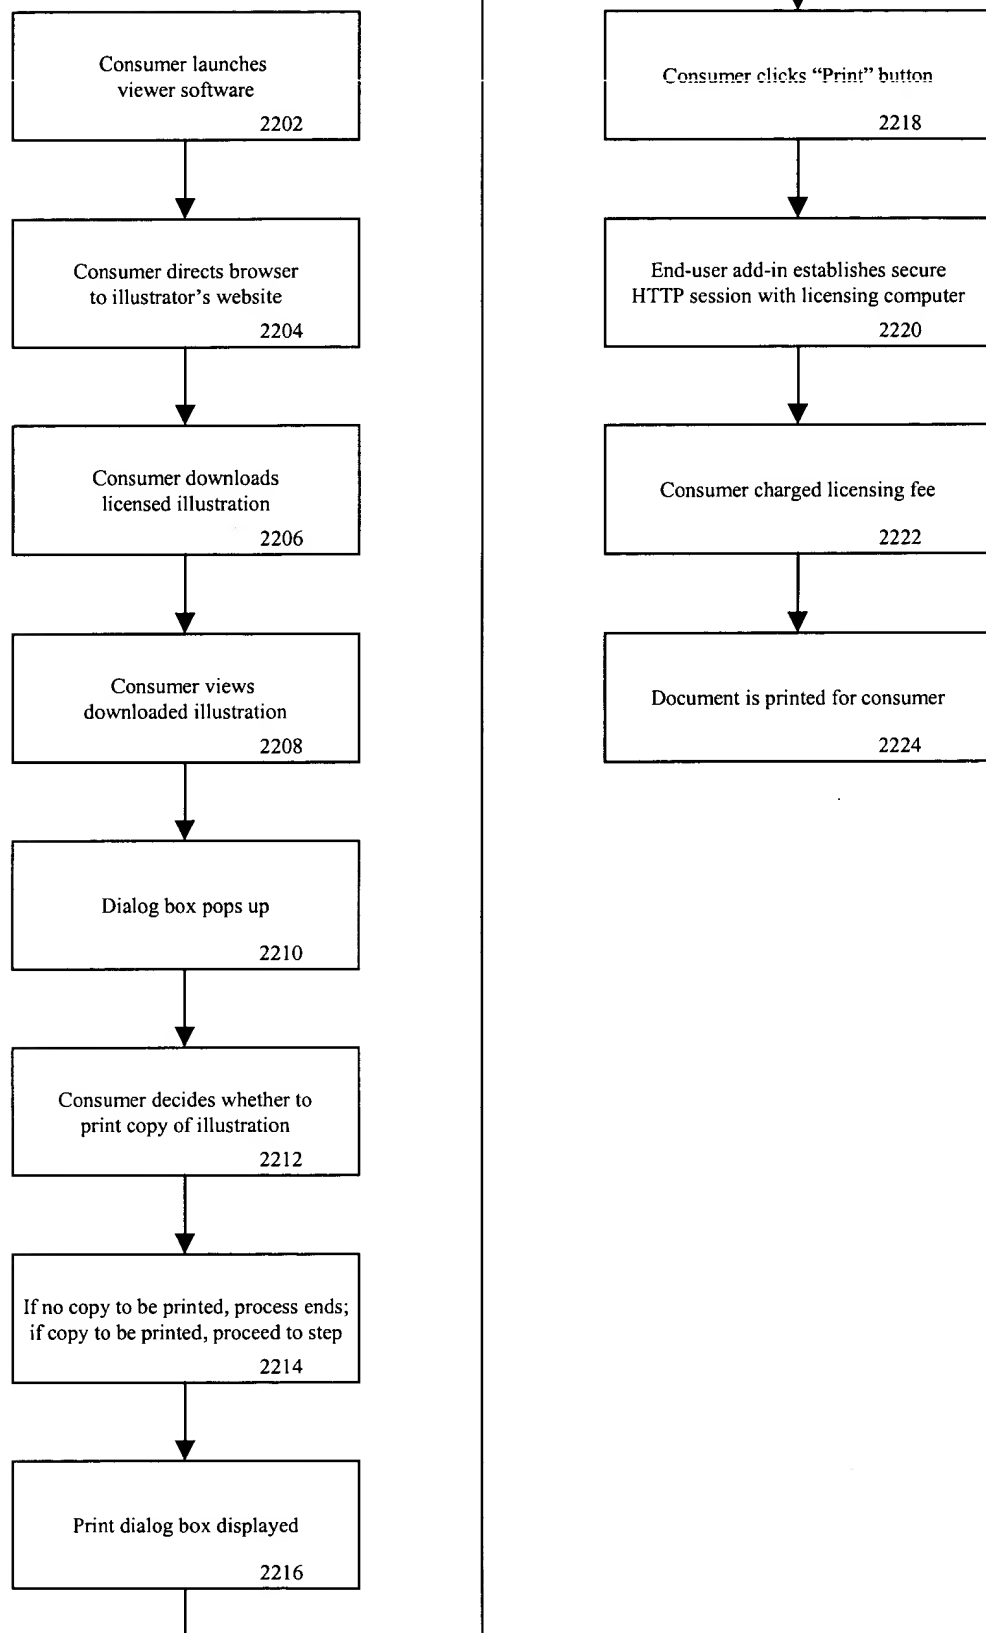 Consumer launches
viewer software
2202
Consumer directs browser
to illustrator's website
2204
Consumer downloads
licensed illustration
2206
Consumer views
downloaded illustration
2208
Dialog box pops up
2210
Consumer decides whether to
print copy of illustration
2212
If no copy to be printed, process ends;
if copy to be printed, proceed to step
2214
Print dialog box displayed
2216
Consumer clicks “Print” button
2218
End-user add-in establishes secure
HTTP session with licensing computer
2220
Consumer charged licensing fee
2222
Document is printed for consumer
2224